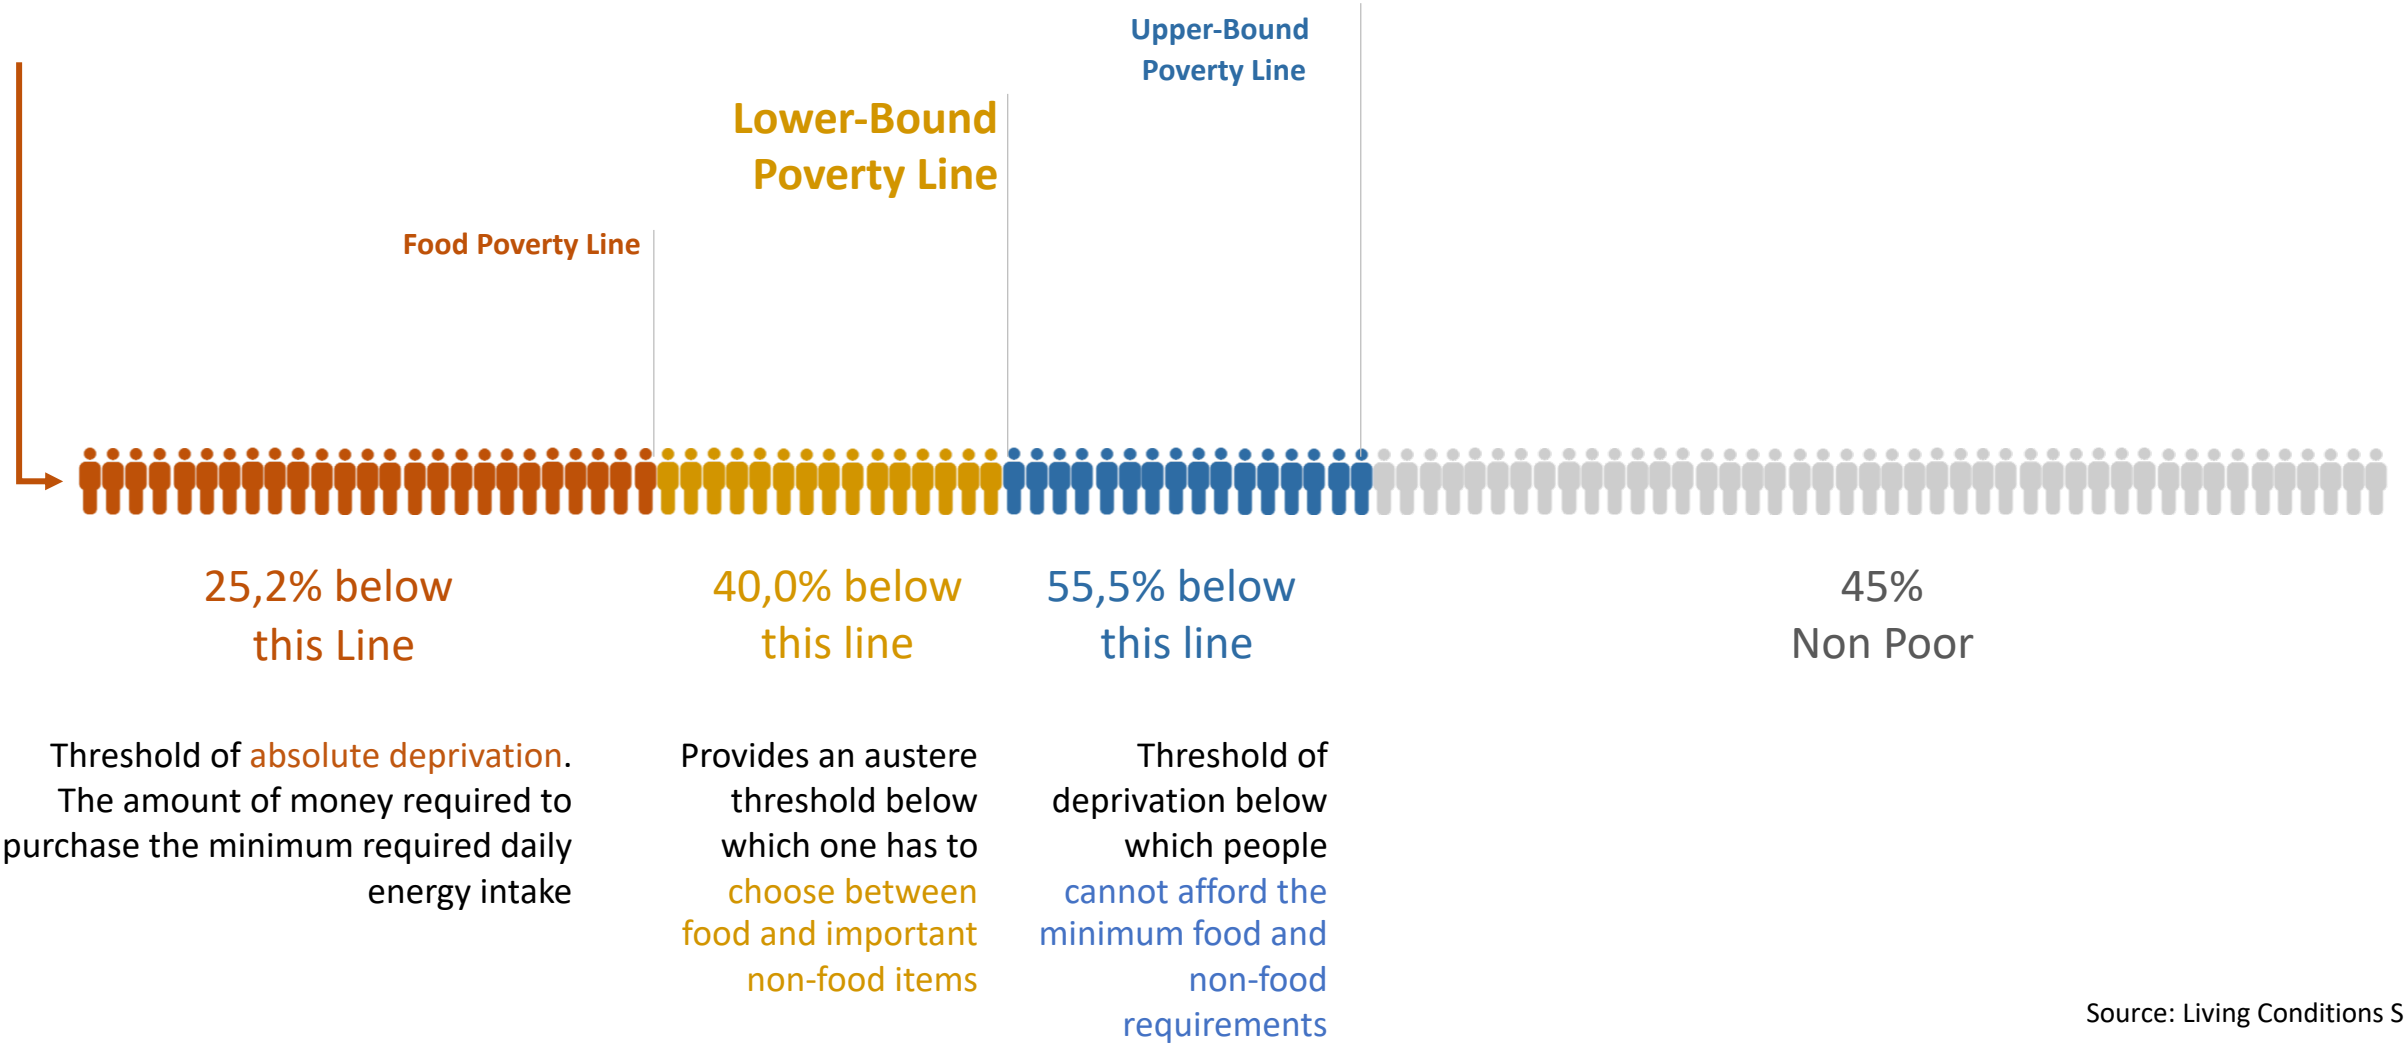 Upper-Bound
Poverty Line
Lower-Bound
Poverty Line
Food Poverty Line
25,2% below
this Line
40,0% below
this line
55,5% below
this line
45%
Non Poor
Threshold of absolute deprivation.
The amount of money required to
purchase the minimum required daily
energy intake
Provides an austere
threshold below
which one has to
choose between
food and important
non-food items
Threshold of
deprivation below
which people
cannot afford the
minimum food and
non-food
requirements
Source: Living Conditions S